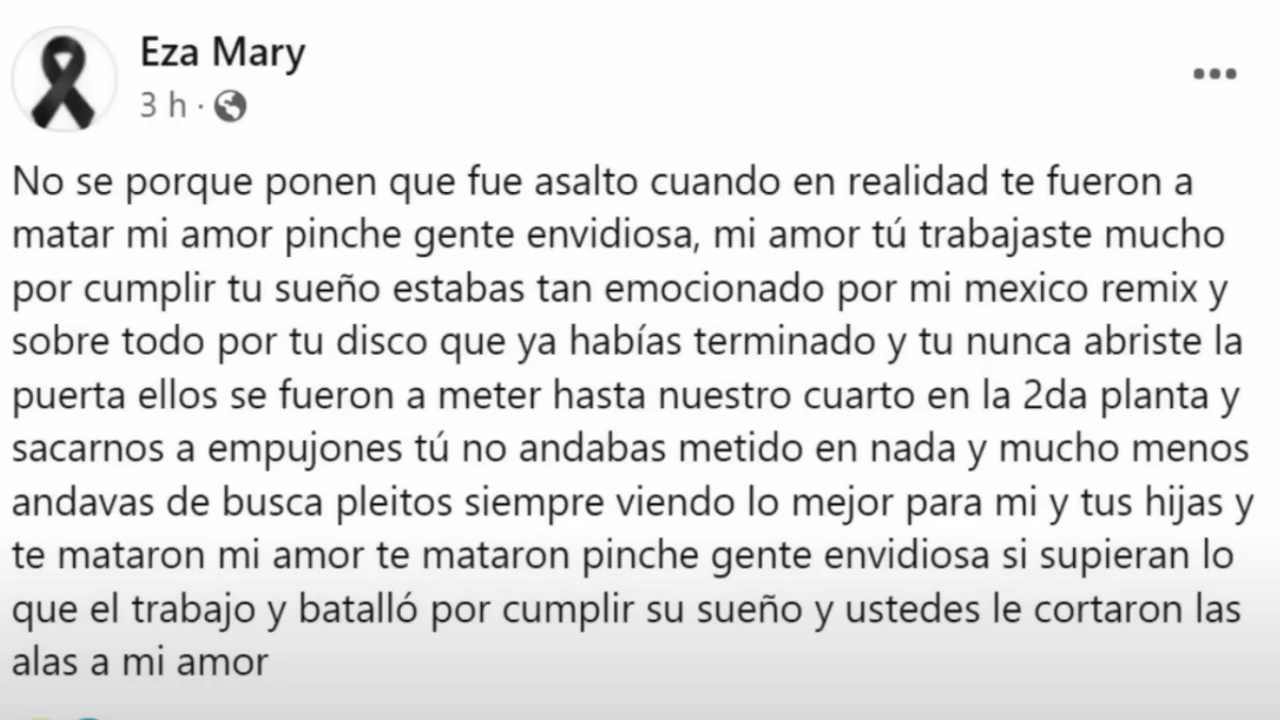 Eza Mary
3 h ·
No se porque ponen que fue asalto cuando en realidad te fueron a
matar mi amor pinche gente envidiosa, mi amor tú trabajaste mucho
por cumplir tu sueño estabas tan emocionado por mi mexico remix y
sobre todo por tu disco que ya habías terminado y tu nunca abriste la
puerta ellos se fueron a meter hasta nuestro cuarto en la 2da planta y
sacarnos a empujones tú no andabas metido en nada y mucho menos
andavas de busca pleitos siempre viendo lo mejor para mi y tus hijas y
te mataron mi amor te mataron pinche gente envidiosa si supieran lo
que el trabajo y batalló por cumplir su sueño y ustedes le cortaron las
alas a mi amor